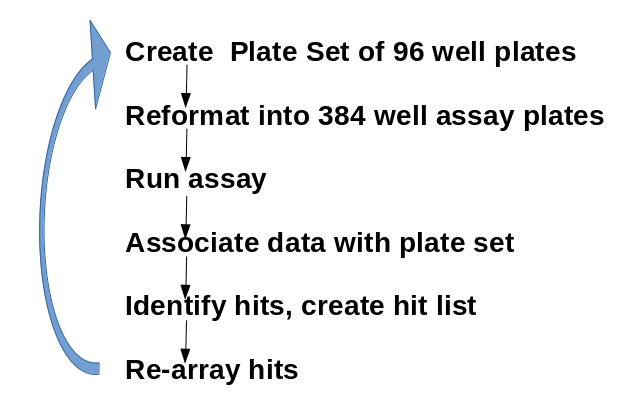 Create  Plate Set of 96 well plates
Reformat into 384 well assay plates
Run assay
Associate data with plate set
Identify hits, create hit list
Re-array hits